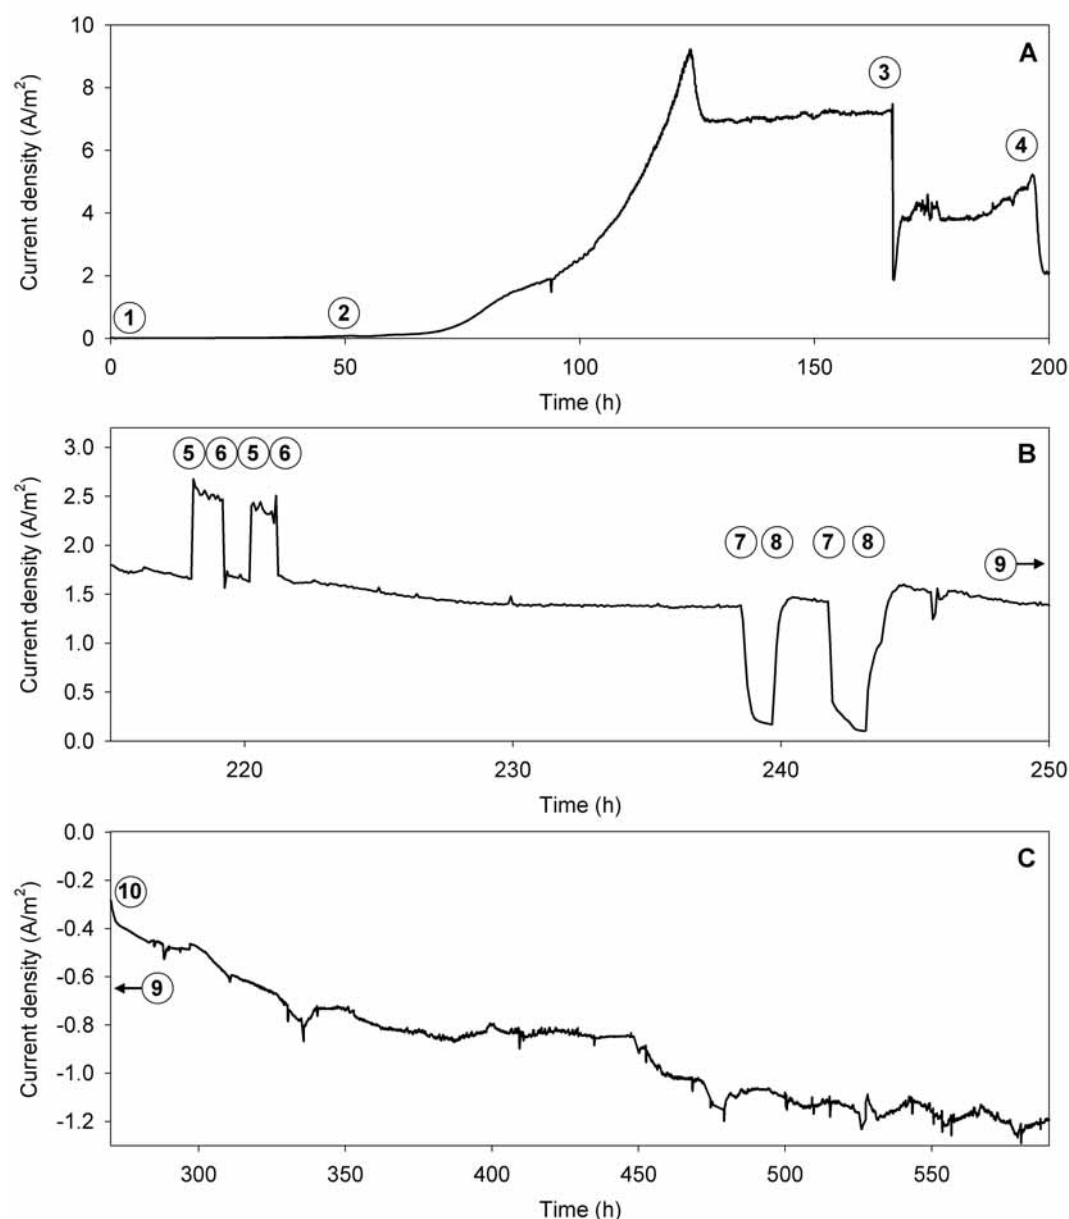 A
Current density (A/m²)
10
8
6
4
2
0
1
2
3
4
0 50 100 150 200
Time (h)
B
Current density (A/m²)
3.0
2.5
2.0
1.5
1.0
0.5
0.0
5 6 5 6
7 8 7 8
9
220 230 240 250
Time (h)
C
Current density (A/m²)
0.0
-0.2
-0.4
-0.6
-0.8
-1.0
-1.2
10
9
300 350 400 450 500 550
Time (h)